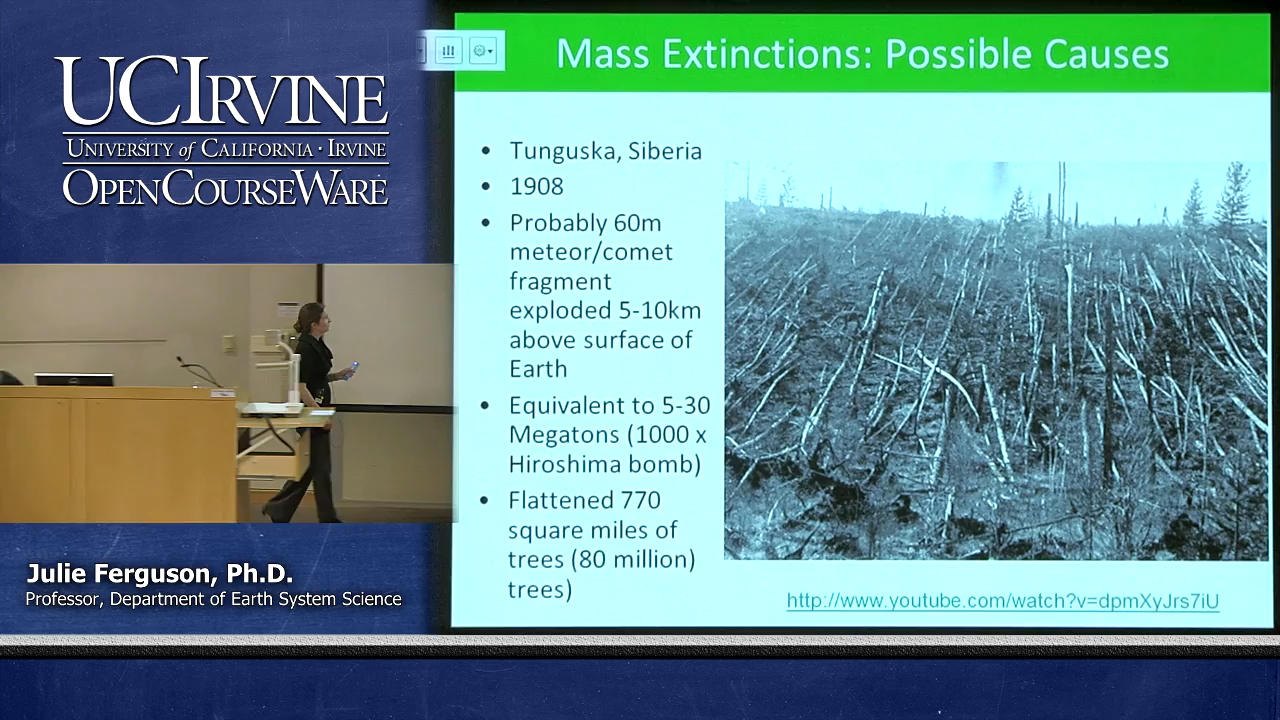 UCIRVINE
UNIVERSITY of CALIFORNIA · IRVINE
OPENCOURSEWARE
Mass Extinctions: Possible Causes
• Tunguska, Siberia
• 1908
• Probably 60m
meteor/comet
fragment
exploded 5-10km
above surface of
Earth
• Equivalent to 5-30
Megatons (1000 x
Hiroshima bomb)
• Flattened 770
square miles of
trees (80 million)
trees)
http://www.youtube.com/watch?v=dpmXyJrs7iU
Julie Ferguson, Ph.D.
Professor, Department of Earth System Science